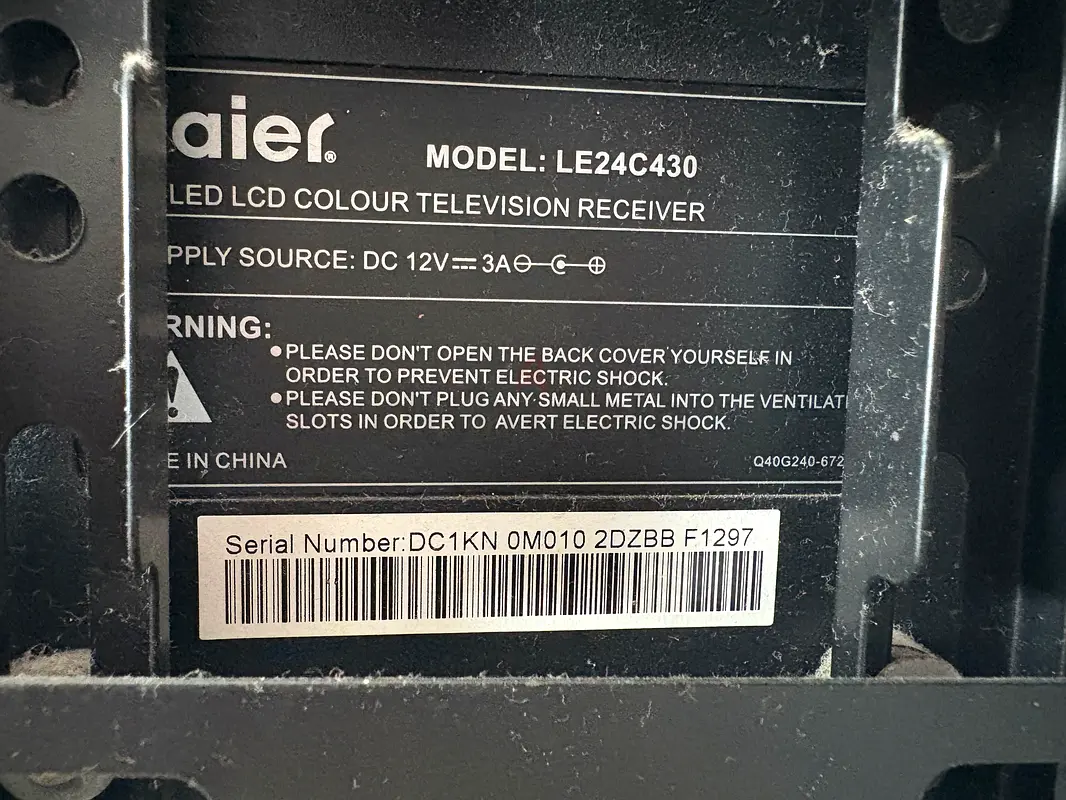 aier®
MODEL: LE24C430
LED LCD COLOUR TELEVISION RECEIVER
PPLY SOURCE: DC 12V⎓3A
RNING:
●PLEASE DON'T OPEN THE BACK COVER YOURSELF IN
ORDER TO PREVENT ELECTRIC SHOCK.
●PLEASE DON'T PLUG ANY SMALL METAL INTO THE VENTILATI
SLOTS IN ORDER TO AVERT ELECTRIC SHOCK.
E IN CHINA
Q40G240-672
Serial Number:DC1KN 0M010 2DZBB F1297